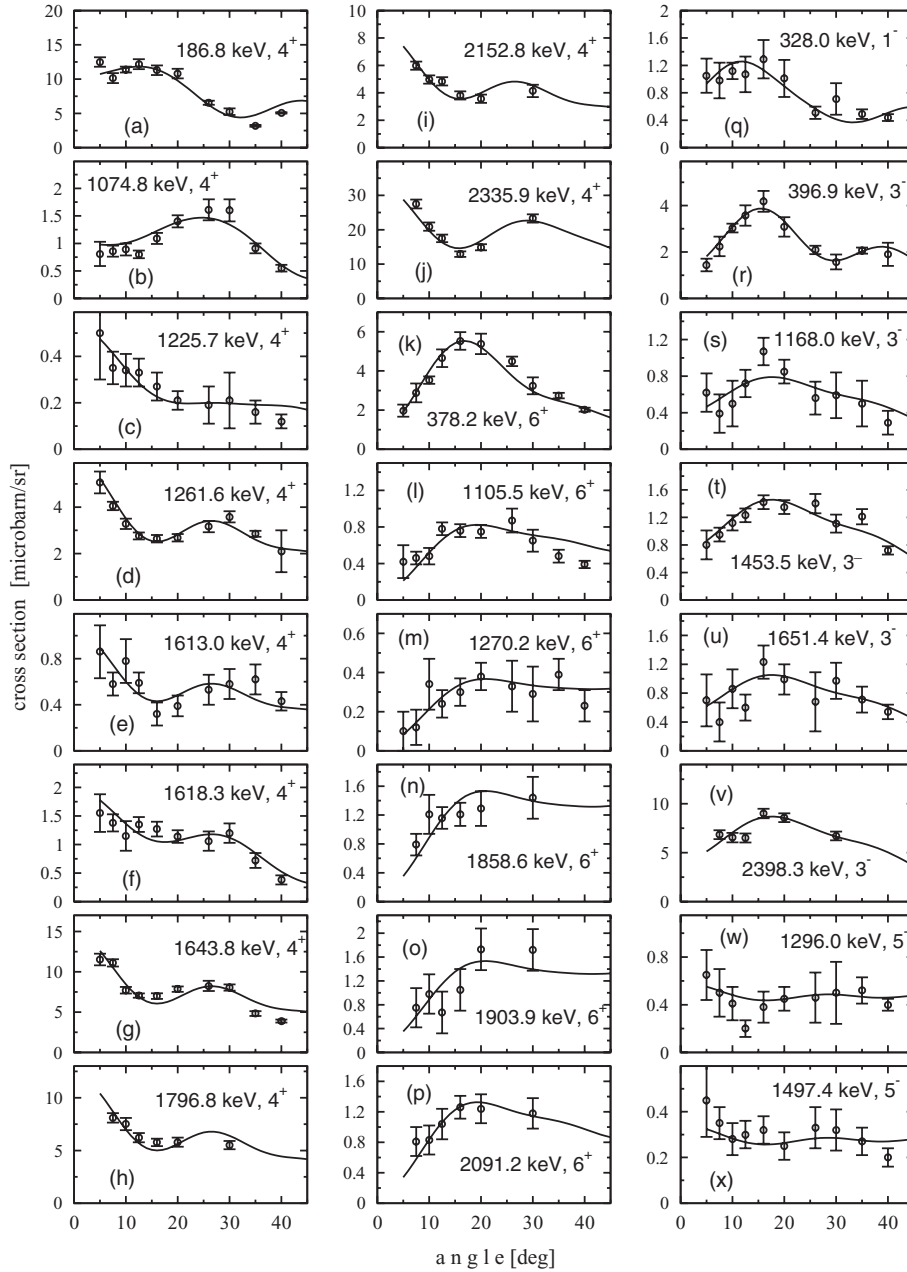 cross section [microbarn/sr]
15
10
5
0
186.8 keV, 4+
(a)
2
1.5
1
0.5
0
1074.8 keV, 4+
(b)
0.4
0.2
0
1225.7 keV, 4+
(c)
4
2
0
1261.6 keV, 4+
(d)
0.8
0.4
0
1613.0 keV, 4+
(e)
2
1.5
1
0.5
0
1618.3 keV, 4+
(f)
15
10
5
0
1643.8 keV, 4+
(g)
10
5
0
1796.8 keV, 4+
(h)
0 10 20 30 40
8
6
4
2
0
2152.8 keV, 4+
(i)
30
20
10
0
2335.9 keV, 4+
(j)
6
4
2
0
(k)
378.2 keV, 6+
1.2
0.8
0.4
0
(l)
1105.5 keV, 6+
0.6
0.4
0.2
0
(m)
1270.2 keV, 6+
1.6
1.2
0.8
0.4
0
(n)
1858.6 keV, 6+
2
1.6
1.2
0.8
0.4
0
(o)
1903.9 keV, 6+
1.6
1.2
0.8
0.4
0
(p)
2091.2 keV, 6+
0 10 20 30 40
angle [deg]
2
1.6
1.2
0.8
0.4
0
328.0 keV, 1-
(q)
4
2
0
396.9 keV, 3-
(r)
1.2
0.8
0.4
0
(s)
1168.0 keV, 3-
1.6
1.2
0.8
0.4
0
(t)
1453.5 keV, 3−
1.6
1.2
0.8
0.4
0
(u)
1651.4 keV, 3-
10
5
0
(v)
2398.3 keV, 3-
1.2
0.8
0.4
0
(w)
1296.0 keV, 5-
0.4
0.2
0
1497.4 keV, 5-
(x)
0 10 20 30 40